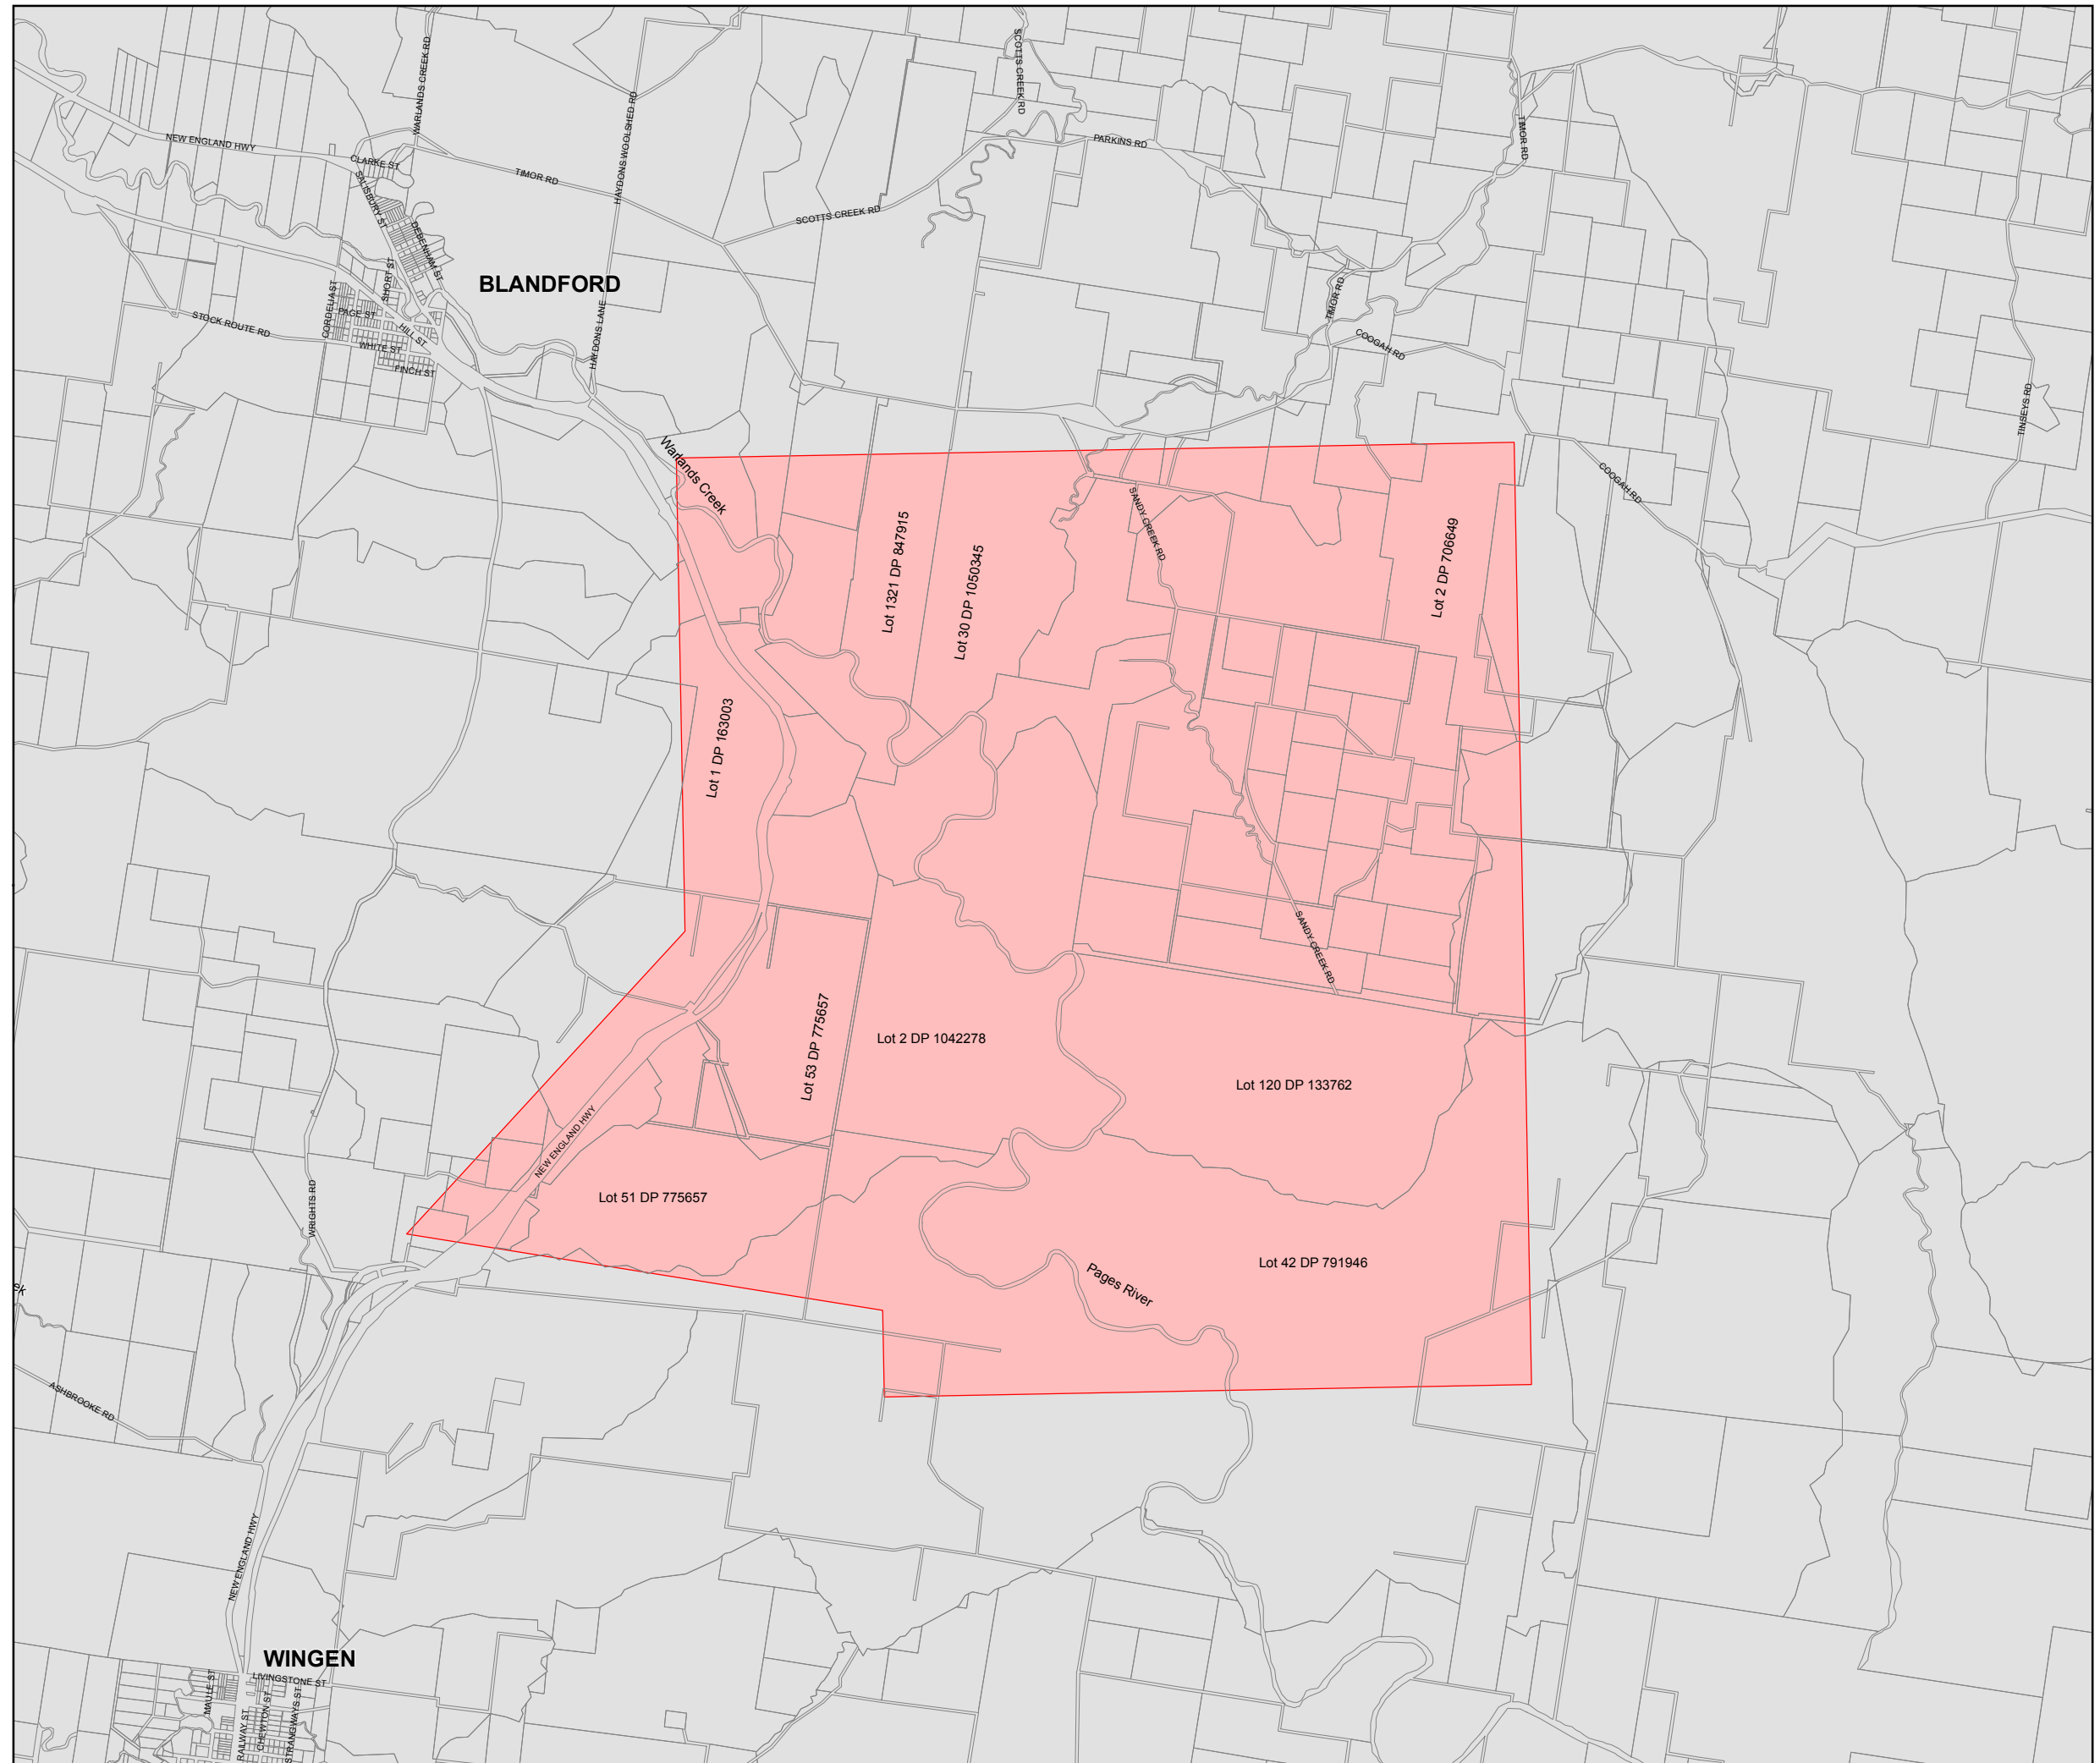 WARLANDS CREEK RD
SCOTTS CREEK RD
NEW ENGLAND HWY
CLARKE ST
TIMOR RD
HAYDONS WOOLSHED RD
PARKINS RD
TIMOR RD
SALISBURY ST
SCOTTS CREEK RD
DEBENHAM ST
SHORT ST
BLANDFORD
CORDELIA ST
PAGE ST
STOCK ROUTE RD
HILL ST
WHITE ST
FINCH ST
HAYDONS LANE
TIMOR RD
COOGAH RD
TINSEYS RD
Warlands Creek
COOGAH RD
SANDY CREEK RD
Lot 1321 DP 847915
Lot 30 DP 1050345
Lot 2 DP 706649
Lot 1 DP 163003
SANDY CREEK RD
Lot 53 DP 775657
Lot 2 DP 1042278
Lot 120 DP 133762
NEW ENGLAND HWY
Lot 51 DP 775657
WRIGHTS RD
Lot 42 DP 791946
Pages River
ek
ASHBROOKE RD
NEW ENGLAND HWY
WINGEN
LIVINGSTONE ST
MAULE ST
CHEWTON ST
STRANGWAYS ST
RAILWAY ST